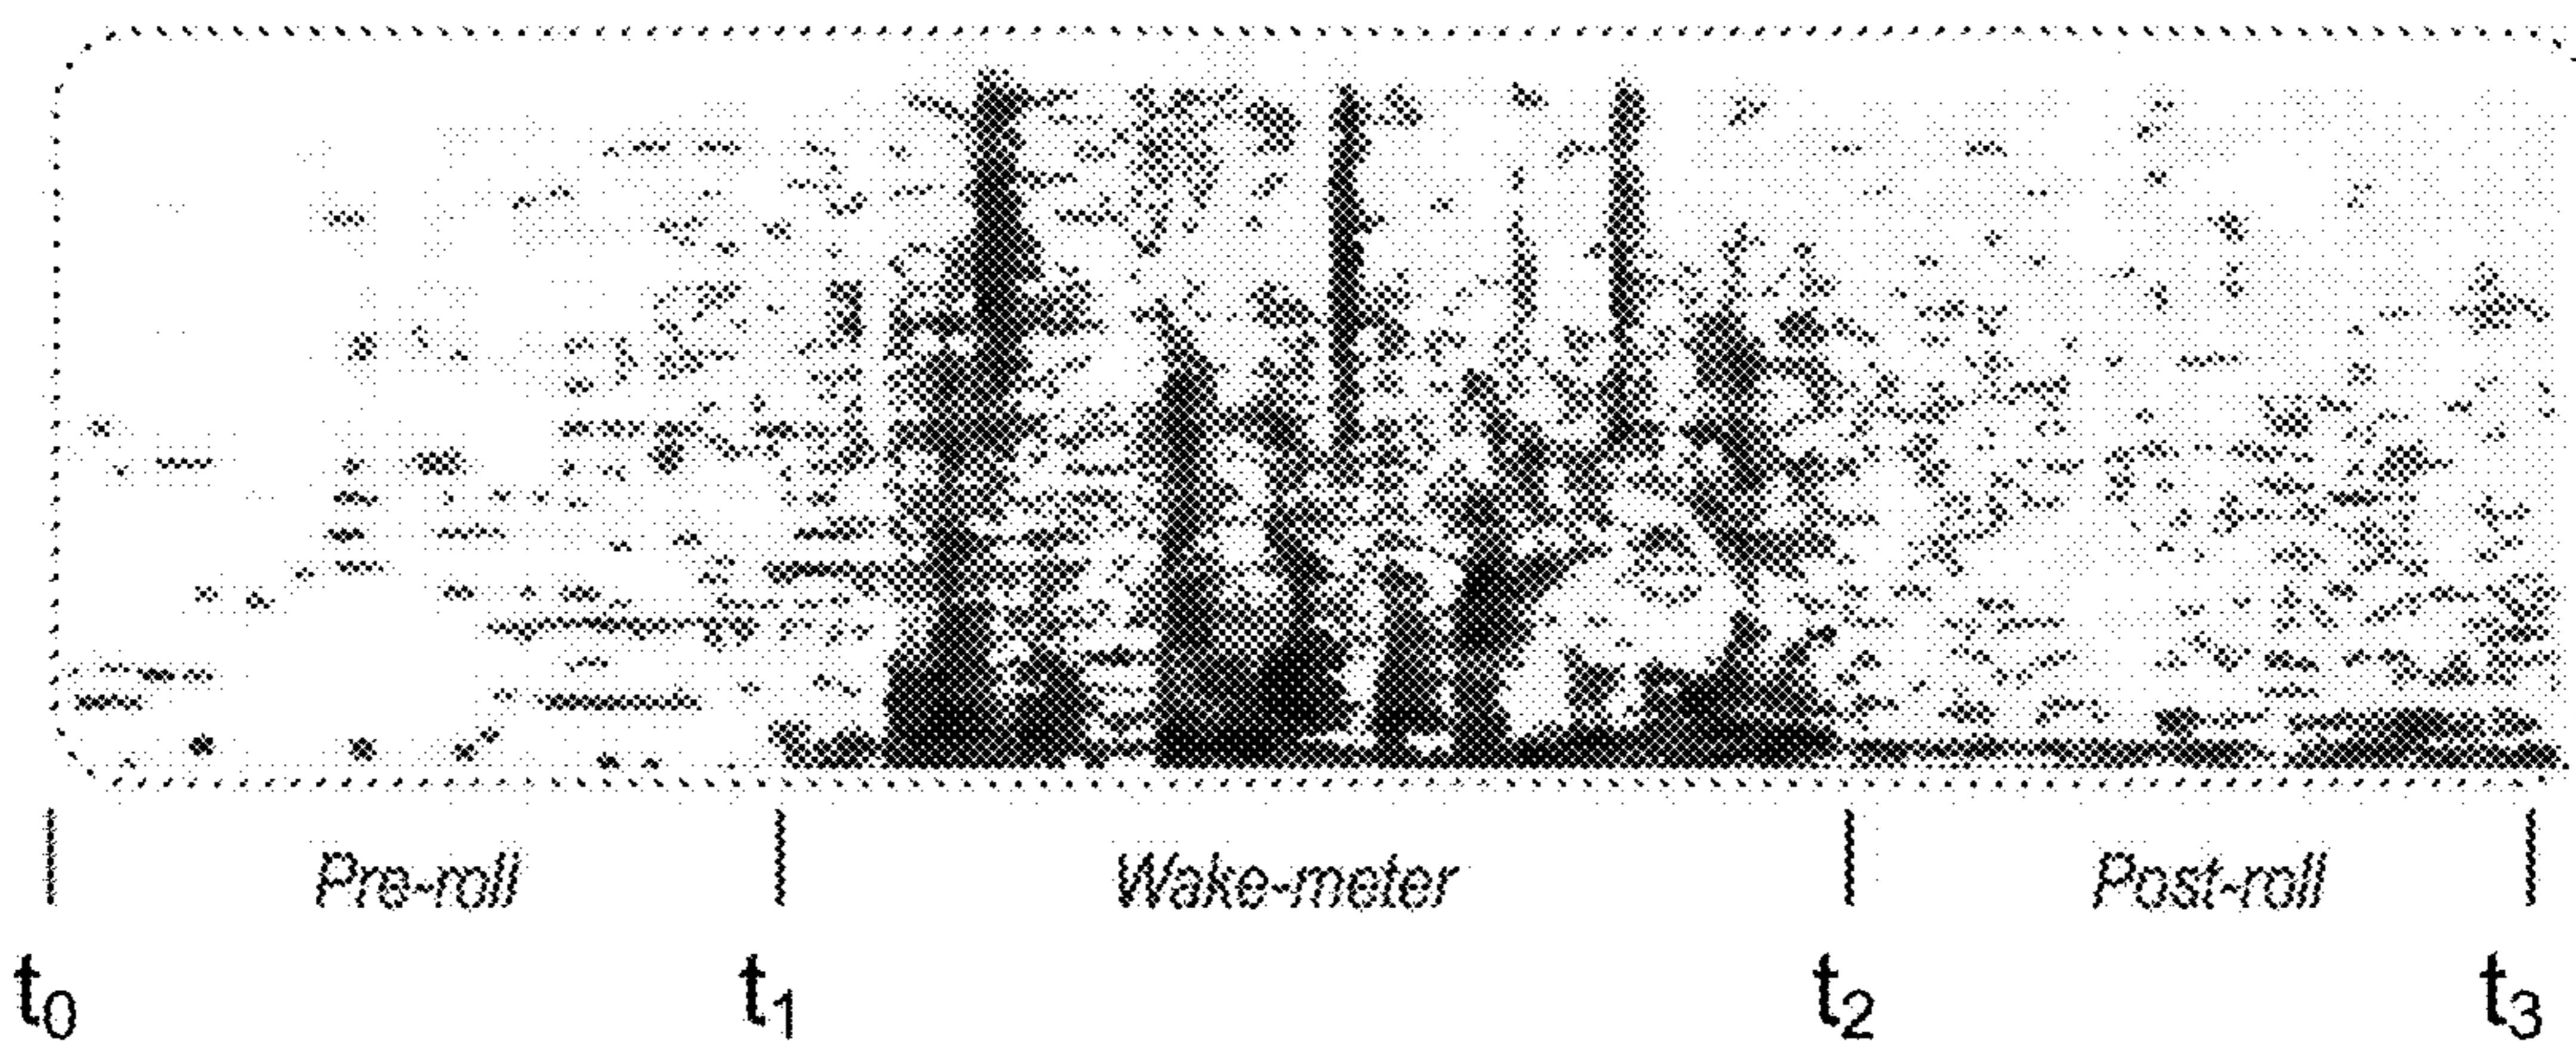 Pre-roll Wake-meter Post-roll
t₀ t₁ t₂ t₃